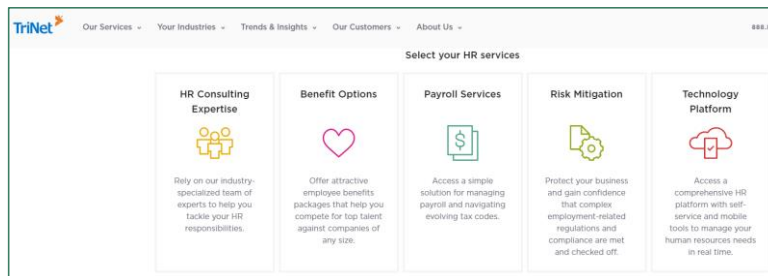 TriNet Our Services Your Industries Trends & Insights Our Customers About Us 888.
Select your HR services
HR Consulting
Expertise
Rely on our industry-
specialized team of
experts to help you
tackle your HR
responsibilities.
Benefit Options
Offer attractive
employee benefits
packages that help you
compete for top talent
against companies of
any size.
Payroll Services
$
Access a simple
solution for managing
payroll and navigating
evolving tax codes.
Risk Mitigation
Protect your business
and gain confidence
that complex
employment-related
regulations and
compliance are met
and checked off.
Technology
Platform
Access a
comprehensive HR
platform with self-
service and mobile
tools to manage your
human resources needs
in real time.